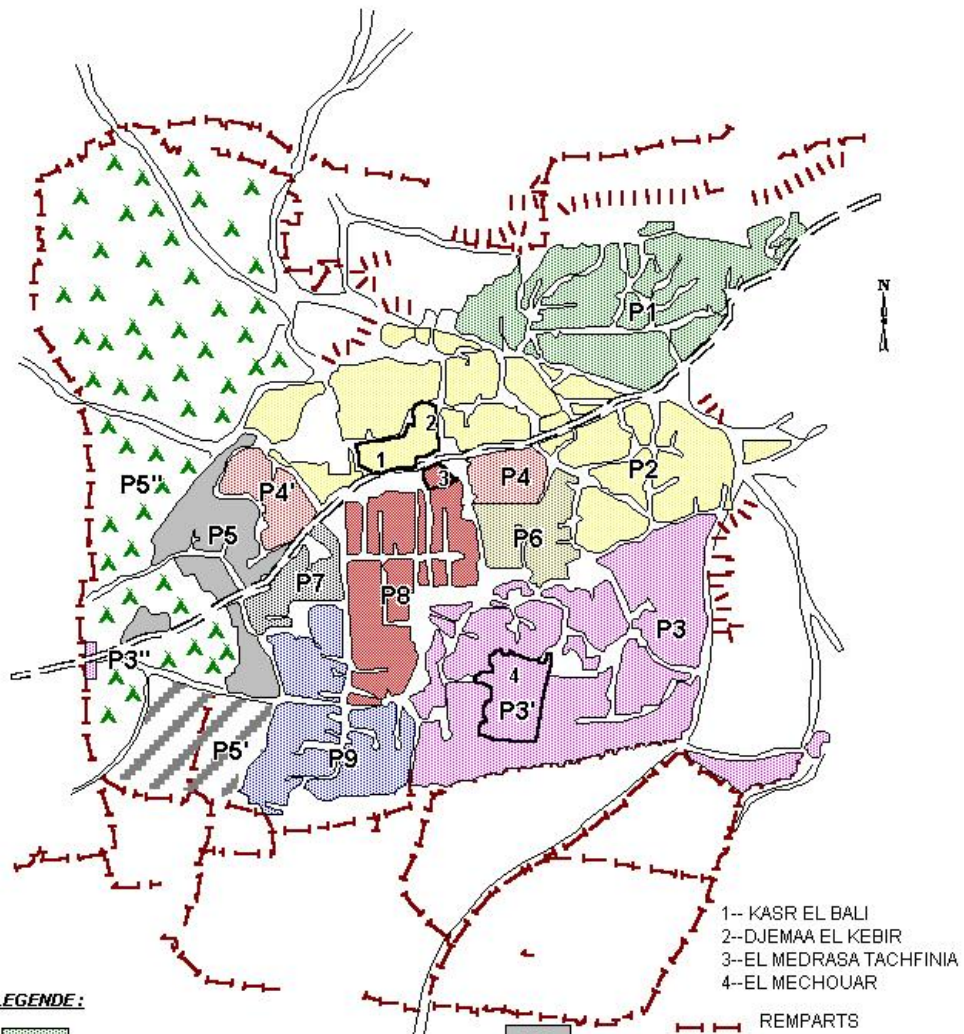 N
P1
2
1
P2
3
P4
P4'
P5"
P5
P6
P7
P8
P3
P3"
4
P3'
P5'
P9
1-- KASR EL BALI
2--DJEMAA EL KEBIR
3--EL MEDRASA TACHFINIA
4--EL MECHOUAR
LEGENDE :
REMPARTS